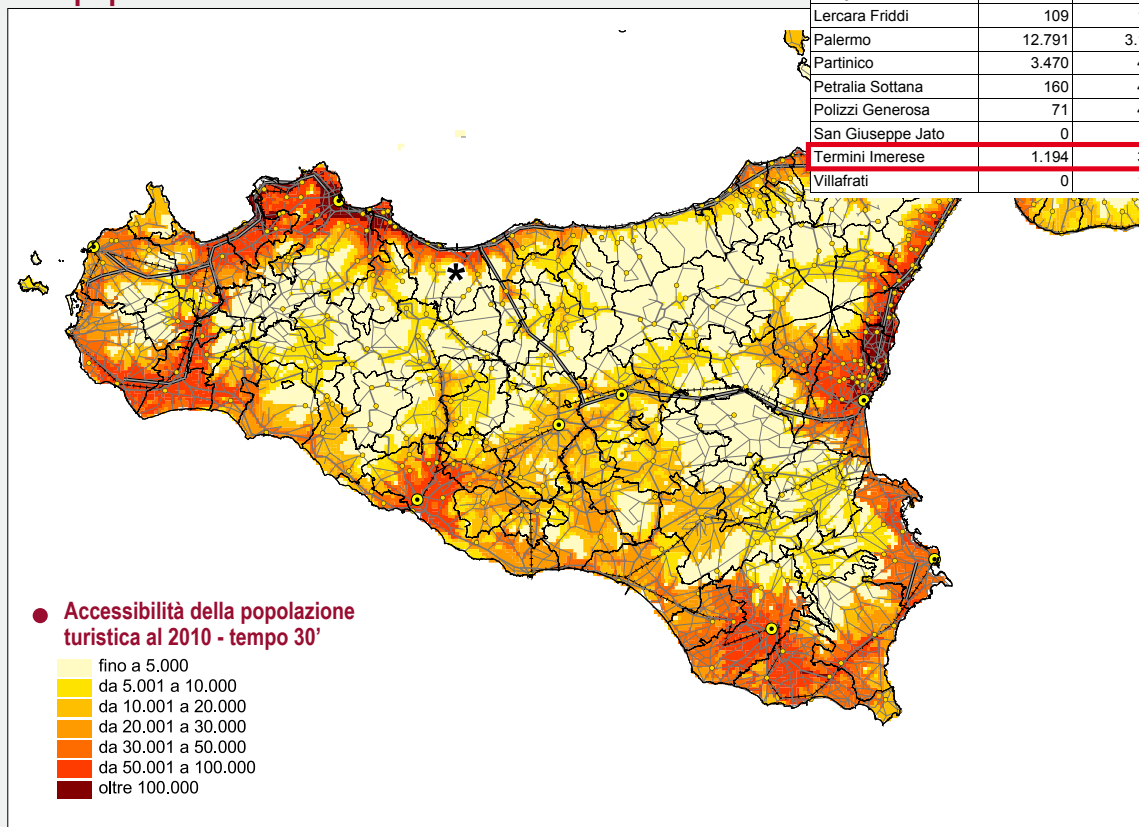 Lercara Friddi 109
Palermo 12.791 3.
Partinico 3.470
Petralia Sottana 160
Polizzi Generosa 71
San Giuseppe Jato 0
Termini Imerese 1.194
Villafrati 0
*
Accessibilità della popolazione
turistica al 2010 - tempo 30’
fino a 5.000
da 5.001 a 10.000
da 10.001 a 20.000
da 20.001 a 30.000
da 30.001 a 50.000
da 50.001 a 100.000
oltre 100.000